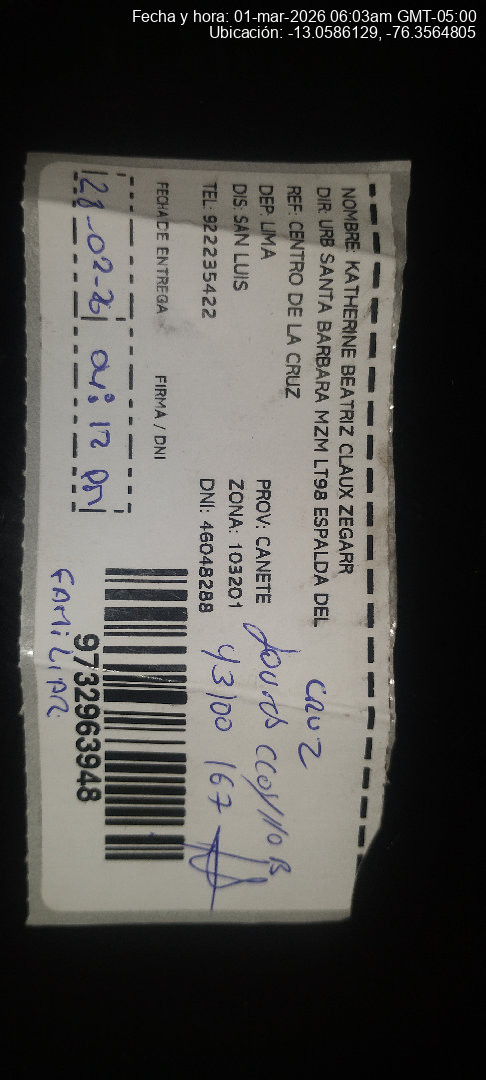 Fecha y hora: 01-mar-2026 06:03am GMT-05:00
Ubicación: -13.0586129, -76.3564805
NOMBRE: KATHERINE BEATRIZ CLAUX ZEGARR
DIR: URB SANTA BARBARA MZM LT98 ESPALDA DEL
CRUZ
REF: CENTRO DE LA CRUZ
DEP: LIMA PROV: CANETE
DIS: SAN LUIS ZONA: 103201
TEL: 922235422 DNI: 46048288
43100167
FECHA DE ENTREGA FIRMA / DNI
28-02-26 04:12 PM
9732963948
FAMILIAR